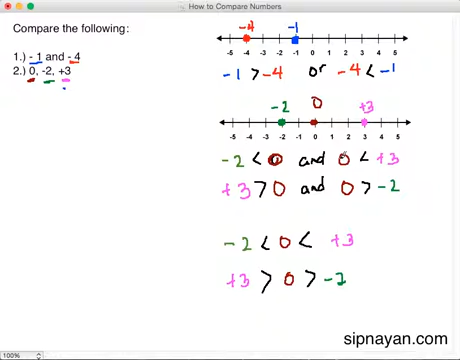 How to Compare Numbers
Compare the following:
1.) - 1 and - 4
2.) 0, -2, +3
-4 -1
-5 -4 -3 -2 -1 0 1 2 3 4 5
-1 > -4 or -4 < -1
-2 0 +3
-5 -4 -3 -2 -1 0 1 2 3 4 5
-2 < 0 and 0 < +3
+3 > 0 and 0 > -2
-2 < 0 < +3
+3 > 0 > -2
100%
sipnayan.com